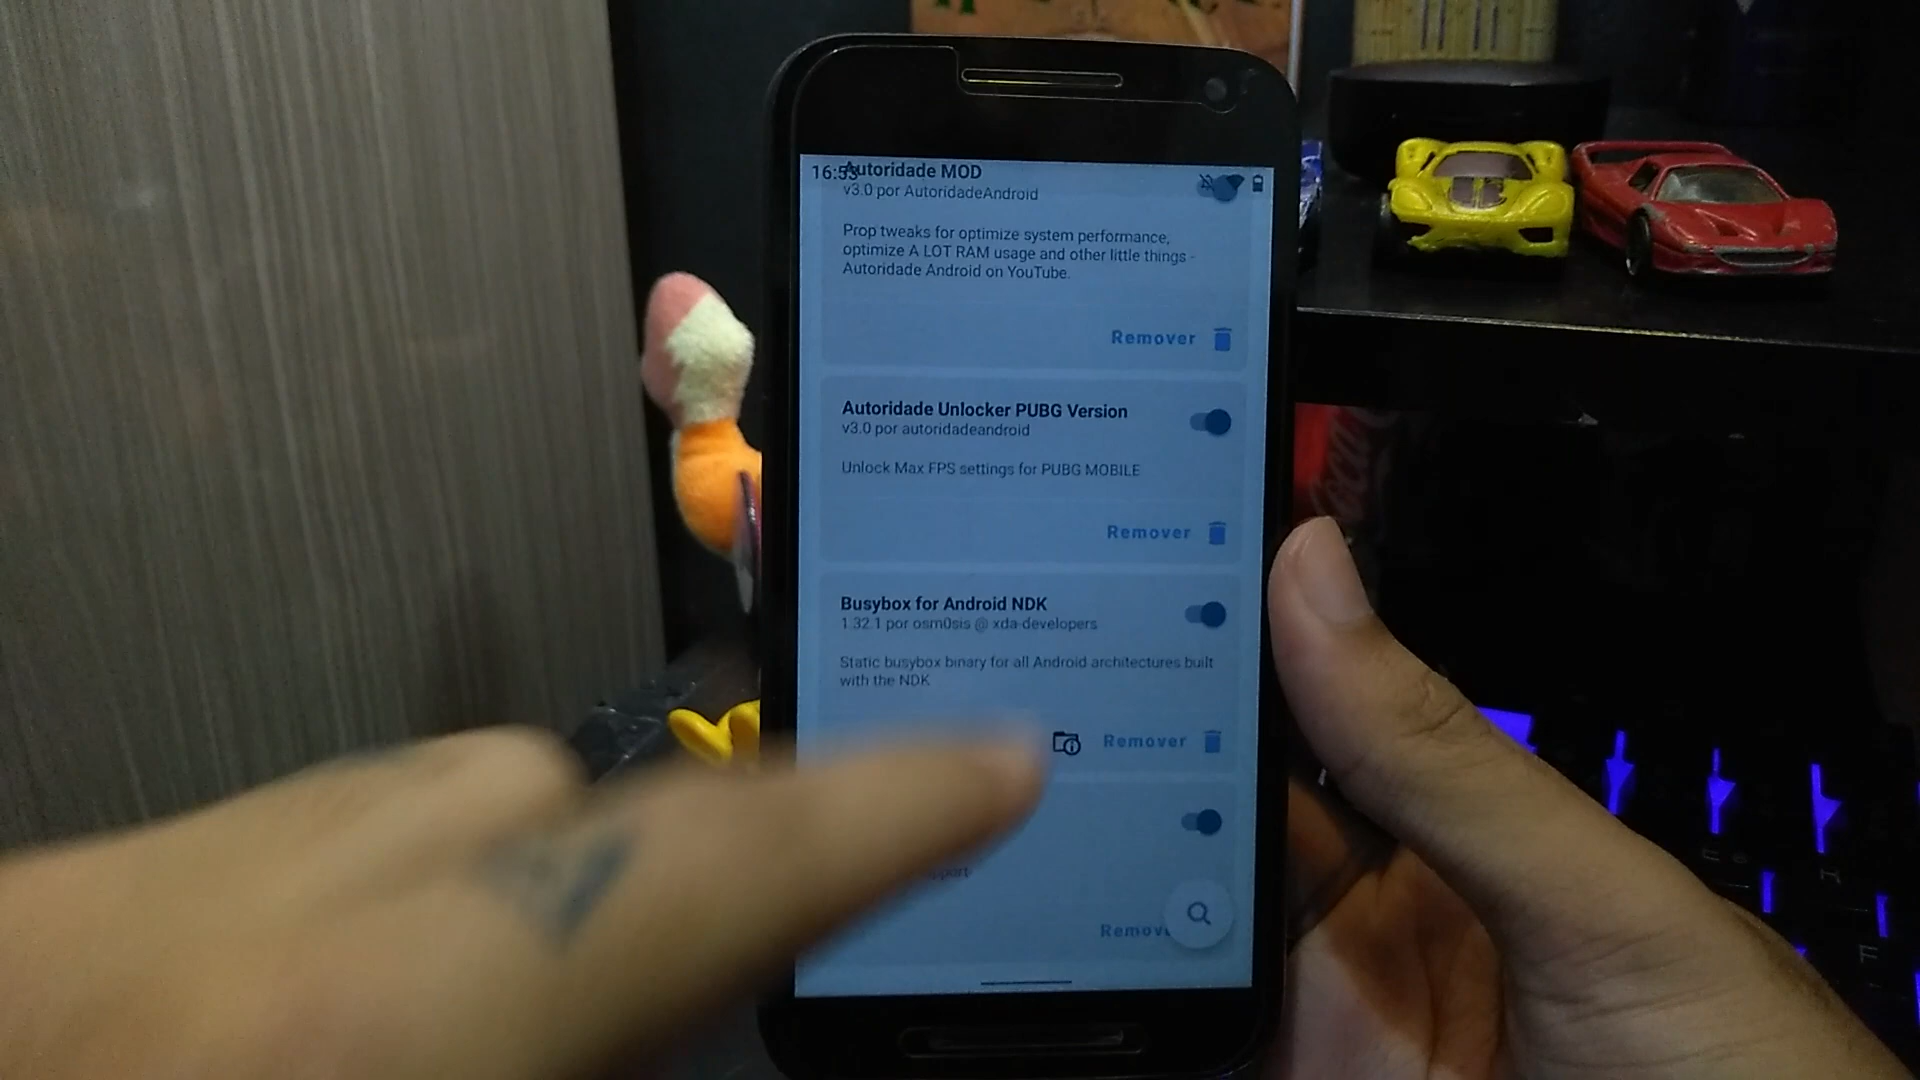 16:53
Autoridade MOD
v3.0 por AutoridadeAndroid
Prop tweaks for optimize system performance,
optimize A LOT RAM usage and other little things -
Autoridade Android on YouTube.
Remover
Autoridade Unlocker PUBG Version
v3.0 por autoridadeandroid
Unlock Max FPS settings for PUBG MOBILE
Remover
Busybox for Android NDK
1.32.1 por osm0sis @ xda-developers
Static busybox binary for all Android architectures built
with the NDK
Remover
Remov
Coca